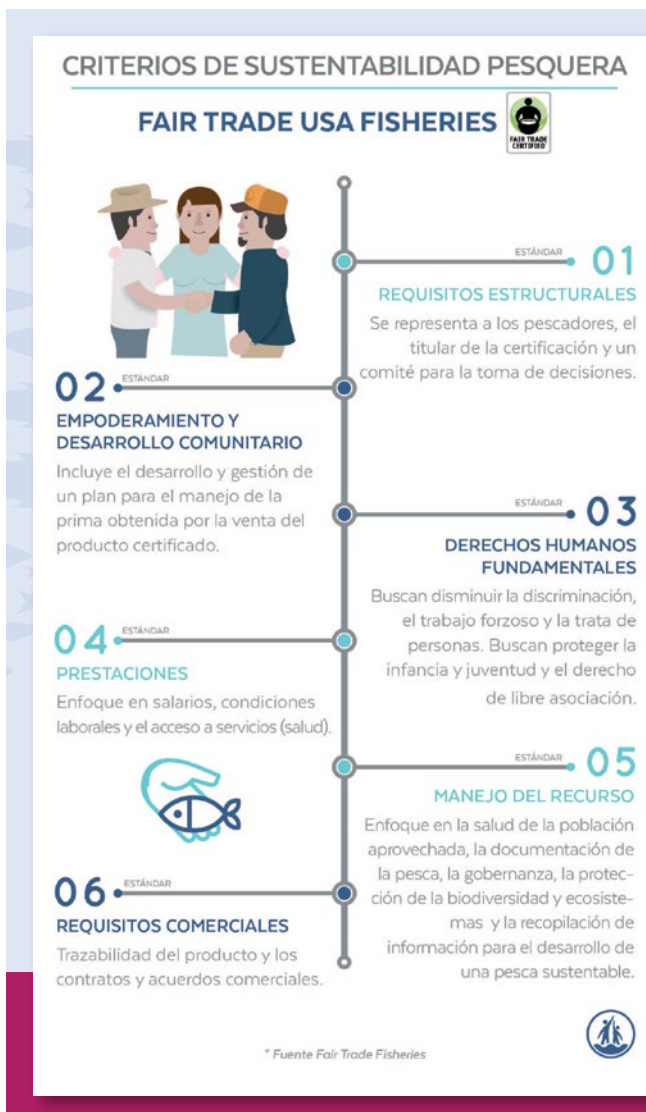 CRITERIOS DE SUSTENTABILIDAD PESQUERA
FAIR TRADE USA FISHERIES
FAIR TRADE
CERTIFIED
ESTÁNDAR 01
REQUISITOS ESTRUCTURALES
Se representa a los pescadores, el
titular de la certificación y un
comité para la toma de decisiones.
02 ESTÁNDAR
EMPODERAMIENTO Y
DESARROLLO COMUNITARIO
Incluye el desarrollo y gestión de
un plan para el manejo de la
prima obtenida por la venta del
producto certificado.
ESTÁNDAR 03
DERECHOS HUMANOS
FUNDAMENTALES
Buscan disminuir la discriminación,
el trabajo forzoso y la trata de
personas. Buscan proteger la
infancia y juventud y el derecho
de libre asociación.
04 ESTÁNDAR
PRESTACIONES
Enfoque en salarios, condiciones
laborales y el acceso a servicios (salud).
ESTÁNDAR 05
MANEJO DEL RECURSO
Enfoque en la salud de la población
aprovechada, la documentación de
la pesca, la gobernanza, la protec-
ción de la biodiversidad y ecosiste-
mas y la recopilación de
información para el desarrollo de
una pesca sustentable.
06 ESTÁNDAR
REQUISITOS COMERCIALES
Trazabilidad del producto y los
contratos y acuerdos comerciales.
* Fuente Fair Trade Fisheries